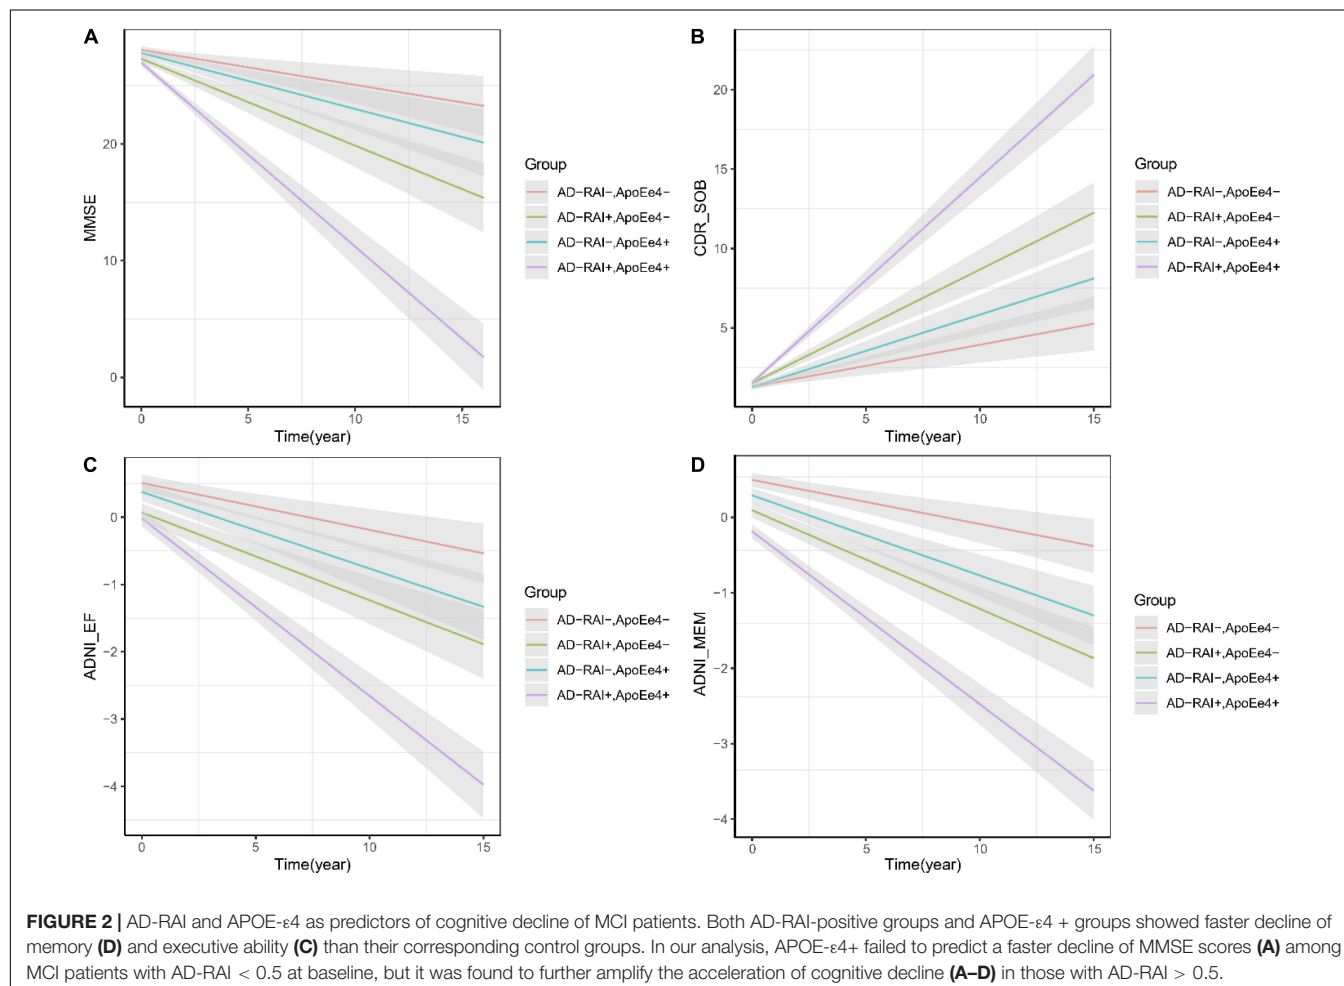 A
MMSE
20
10
0
0
5
10
15
Time(year)
Group
AD−RAI−,ApoEe4−
AD−RAI+,ApoEe4−
AD−RAI−,ApoEe4+
AD−RAI+,ApoEe4+
B
CDR_SOB
20
15
10
5
0
5
10
15
Time(year)
Group
AD−RAI−,ApoEe4−
AD−RAI+,ApoEe4−
AD−RAI−,ApoEe4+
AD−RAI+,ApoEe4+
C
ADNI_EF
0
−1
−2
−3
−4
0
5
10
15
Time(year)
Group
AD−RAI−,ApoEe4−
AD−RAI+,ApoEe4−
AD−RAI−,ApoEe4+
AD−RAI+,ApoEe4+
D
ADNI_MEM
0
−1
−2
−3
−4
0
5
10
15
Time(year)
Group
AD−RAI−,ApoEe4−
AD−RAI+,ApoEe4−
AD−RAI−,ApoEe4+
AD−RAI+,ApoEe4+
FIGURE 2 | AD-RAI and APOE-ε4 as predictors of cognitive decline of MCI patients. Both AD-RAI-positive groups and APOE-ε4 + groups showed faster decline of
memory (D) and executive ability (C) than their corresponding control groups. In our analysis, APOE-ε4+ failed to predict a faster decline of MMSE scores (A) among
MCI patients with AD-RAI < 0.5 at baseline, but it was found to further amplify the acceleration of cognitive decline (A–D) in those with AD-RAI > 0.5.